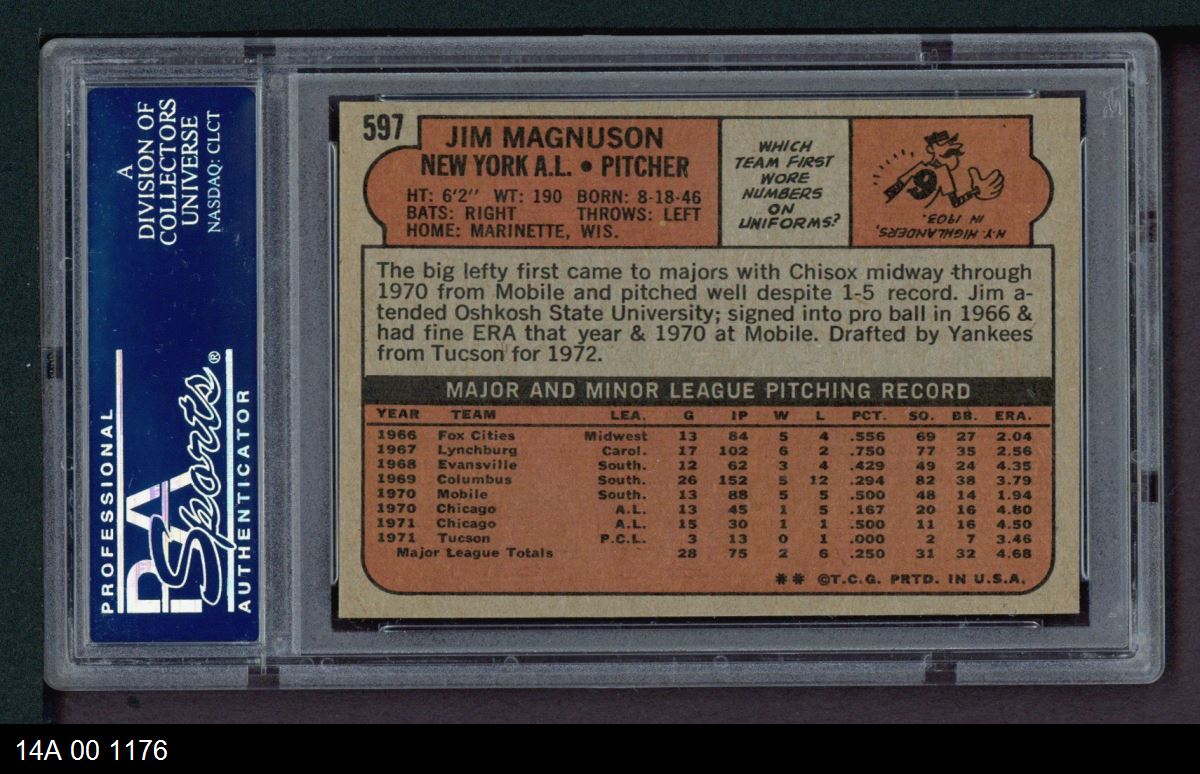 A
DIVISION OF
COLLECTORS
UNIVERSE
NASDAQ: CLCT
PROFESSIONAL
PSA
Sports®
AUTHENTICATOR
597
JIM MAGNUSON
NEW YORK A.L. • PITCHER
HT: 6'2" WT: 190 BORN: 8-18-46
BATS: RIGHT THROWS: LEFT
HOME: MARINETTE, WIS.
WHICH
TEAM FIRST
WORE
NUMBERS
ON
UNIFORMS?
N.Y. HIGHLANDERS,
IN 1903.
9
The big lefty first came to majors with Chisox midway through
1970 from Mobile and pitched well despite 1-5 record. Jim a-
tended Oshkosh State University; signed into pro ball in 1966 &
had fine ERA that year & 1970 at Mobile. Drafted by Yankees
from Tucson for 1972.
MAJOR AND MINOR LEAGUE PITCHING RECORD
YEAR TEAM LEA. G IP W L PCT. SO. BB. ERA.
1966 Fox Cities Midwest 13 84 5 4 .556 69 27 2.04
1967 Lynchburg Carol. 17 102 6 2 .750 77 35 2.56
1968 Evansville South. 12 62 3 4 .429 49 24 4.35
1969 Columbus South. 26 152 5 12 .294 82 38 3.79
1970 Mobile South. 13 88 5 5 .500 48 14 1.94
1970 Chicago A.L. 13 45 1 5 .167 20 16 4.80
1971 Chicago A.L. 15 30 1 1 .500 11 16 4.50
1971 Tucson P.C.L. 3 13 0 1 .000 2 7 3.46
Major League Totals 28 75 2 6 .250 31 32 4.68
** ©T.C.G. PRTD. IN U.S.A.
14A 00 1176